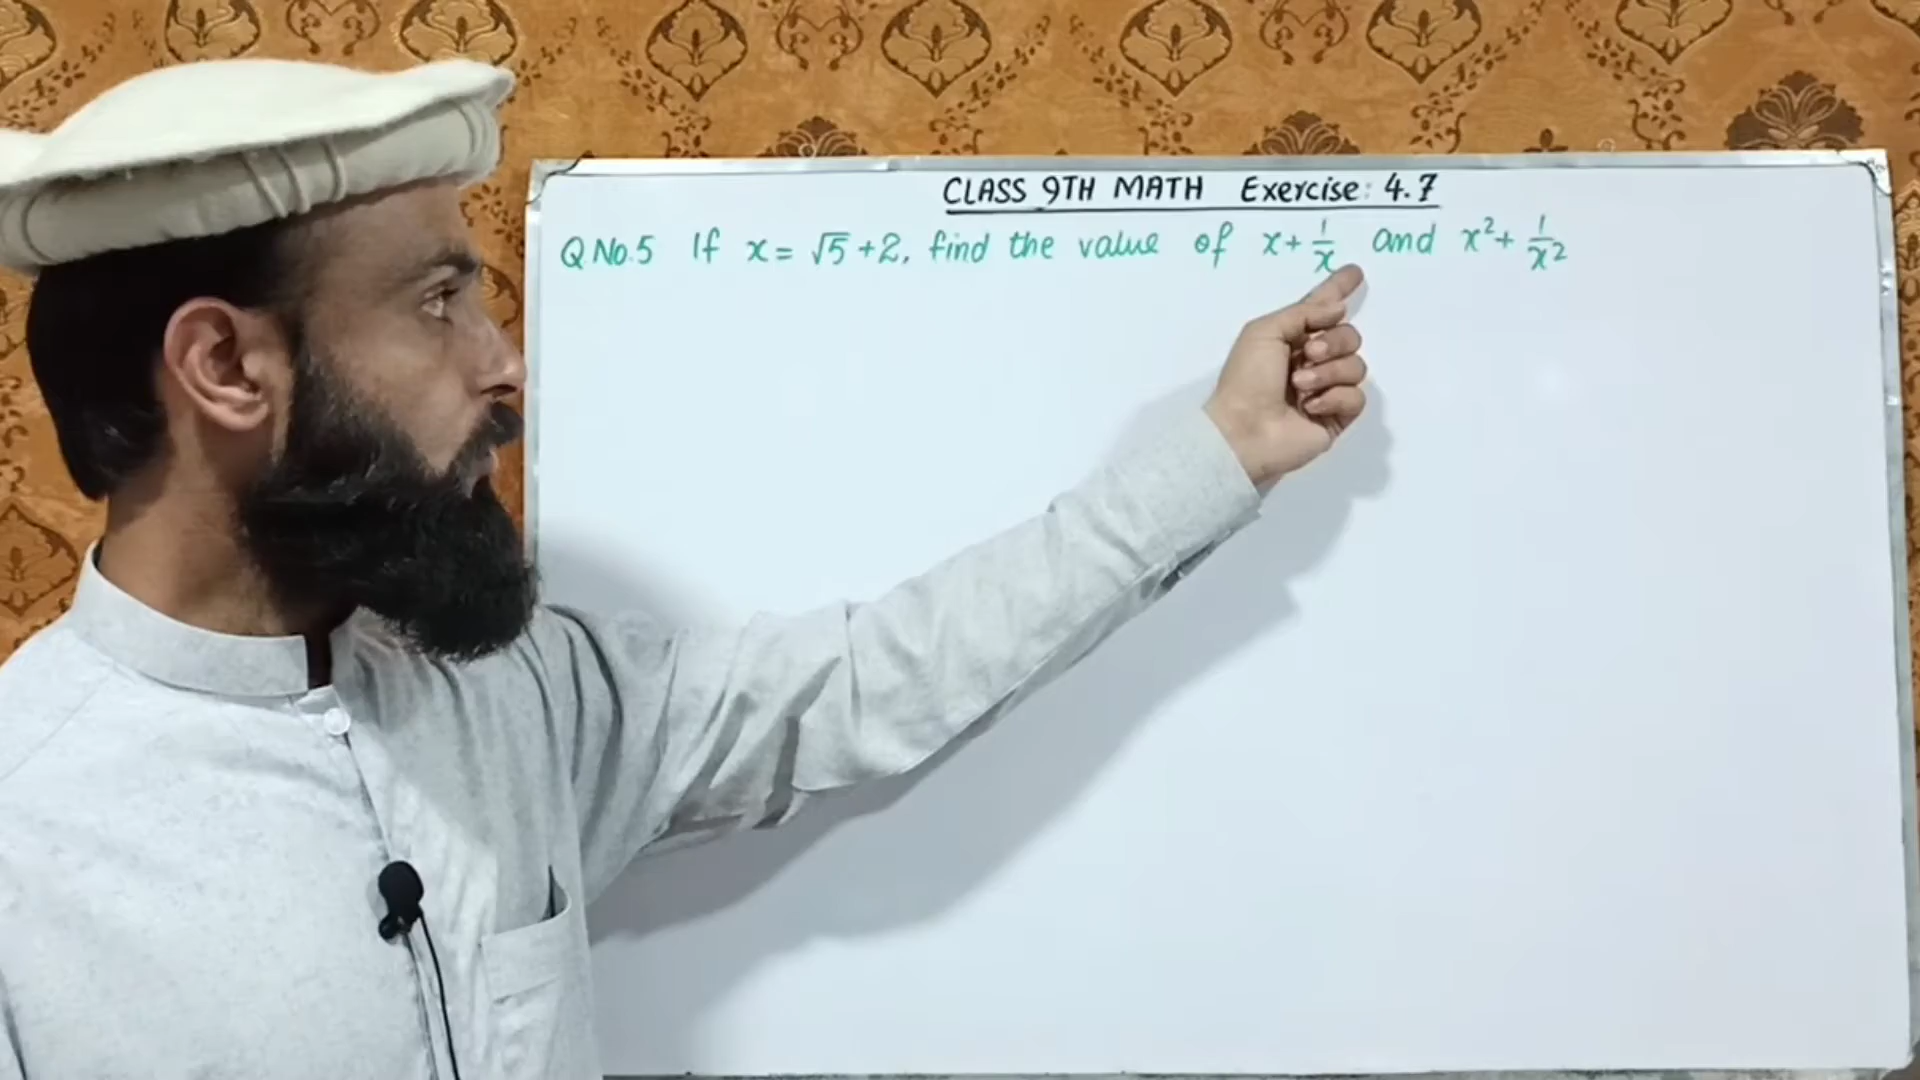 CLASS 9TH MATH Exercise: 4.7
Q No.5 If x = √5 + 2, find the value of x + 1/x and x² + 1/x²